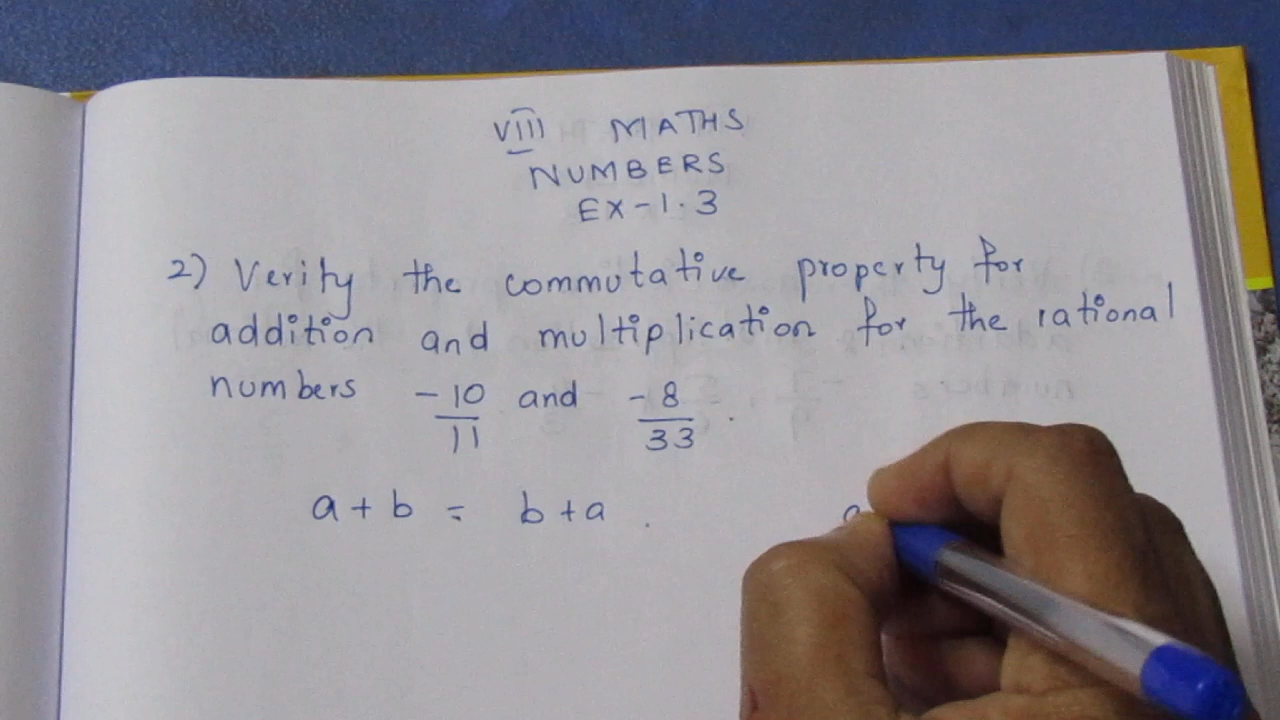 VIII MATHS
NUMBERS
EX-1.3
2) Verify the commutative property for
addition and multiplication for the rational
numbers -10/11 and -8/33.
a+b = b+a.